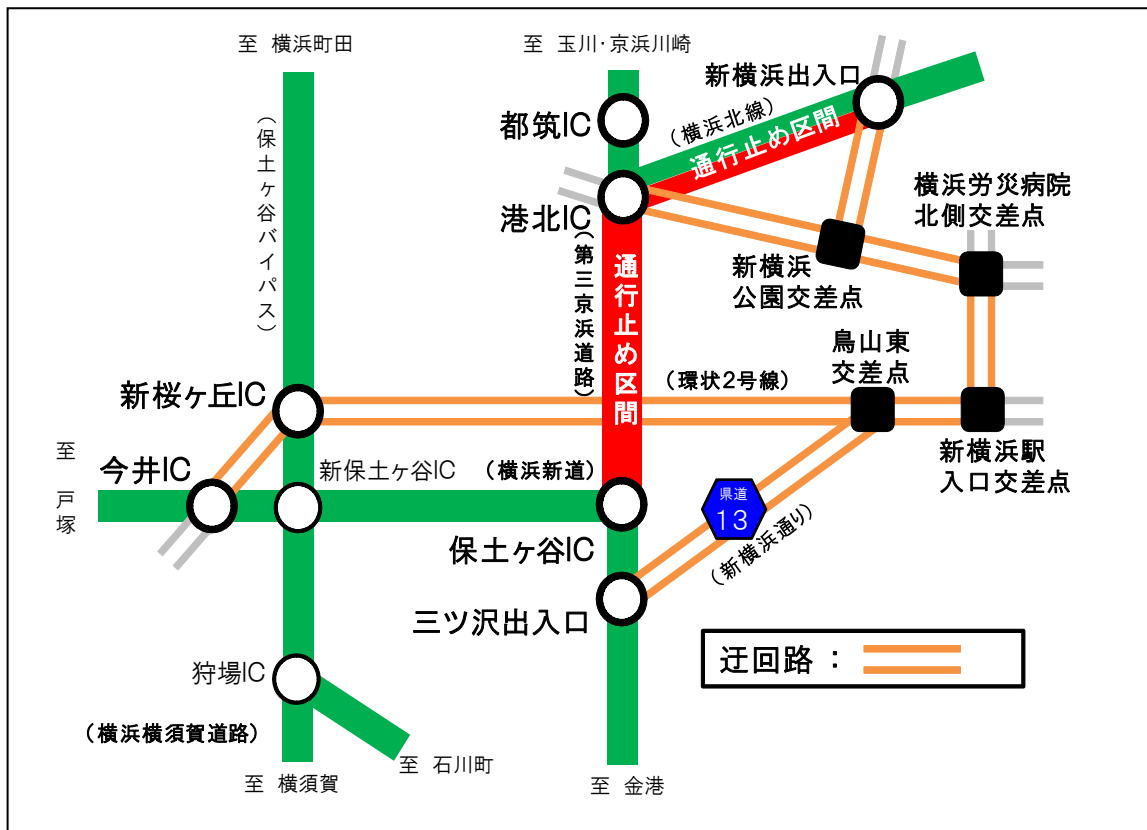 至 横浜町田
至 玉川・京浜川崎
新横浜出入口
(保土ヶ谷バイパス)
都筑IC
(横浜北線)
通行止め区間
港北IC
(第三京浜道路)
通行止め区間
横浜労災病院
北側交差点
新横浜
公園交差点
鳥山東
交差点
(環状2号線)
新桜ヶ丘IC
至 戸塚
今井IC
新保土ヶ谷IC
(横浜新道)
新横浜駅
入口交差点
県道
13
(新横浜通り)
保土ヶ谷IC
三ツ沢出入口
迂回路 :
狩場IC
(横浜横須賀道路)
至 石川町
至 横須賀
至 金港